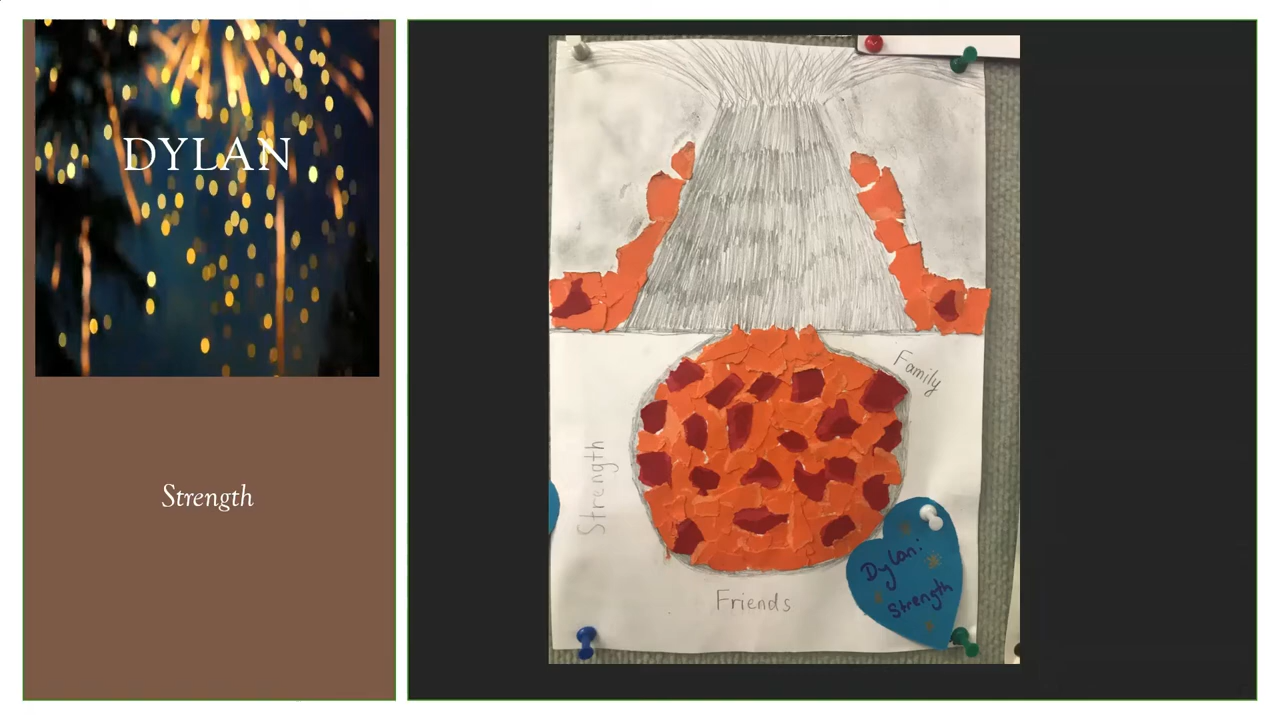 DYLAN
Strength
Family
Strength
Friends
Dylan:
Strength